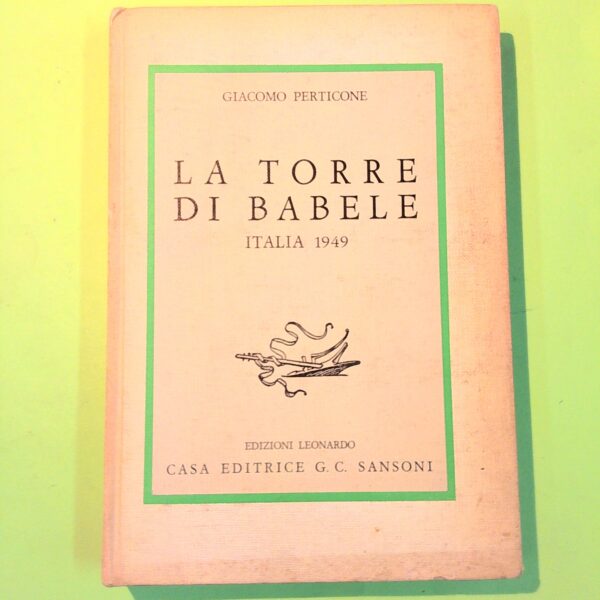 GIACOMO PERTICONE
LA TORRE
DI BABELE
ITALIA 1949
EDIZIONI LEONARDO
CASA EDITRICE G. C. SANSONI